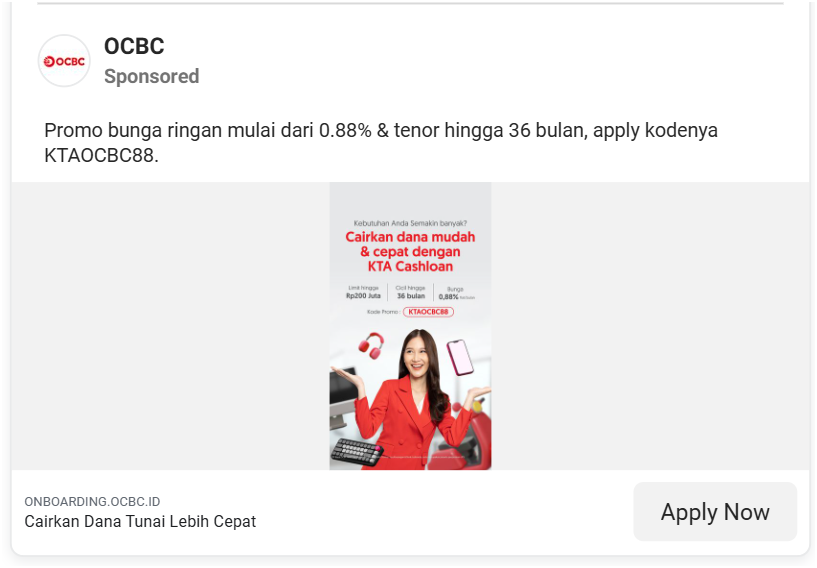 OCBC
OCBC
Sponsored
Promo bunga ringan mulai dari 0.88% & tenor hingga 36 bulan, apply kodenya
KTAOCBC88.
Kebutuhan Anda Semakin banyak?
Cairkan dana mudah
& cepat dengan
KTA Cashloan
Limit hingga Cicil hingga Bunga
Rp200 Juta 36 bulan 0,88%
Kode Promo: KTAOCBC88
ONBOARDING.OCBC.ID
Cairkan Dana Tunai Lebih Cepat
Apply Now